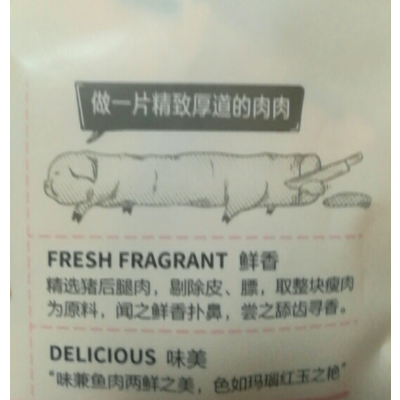 做一片精致厚道的肉肉
FRESH FRAGRANT 鲜香
精选猪后腿肉，剔除皮、膘，取整块瘦肉
为原料，闻之鲜香扑鼻，尝之舔齿寻香。
DELICIOUS 味美
“味兼鱼肉两鲜之美，色如玛瑙红玉之艳”